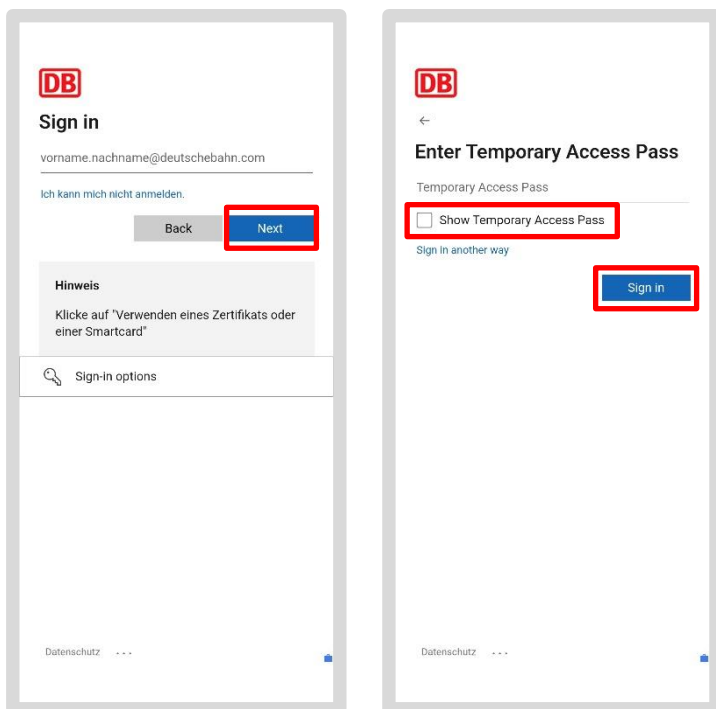 DB
Sign in
vorname.nachname@deutschebahn.com
Ich kann mich nicht anmelden.
Back
Next
Hinweis
Klicke auf "Verwenden eines Zertifikats oder
einer Smartcard"
Sign-in options
Datenschutz ...
DB
Enter Temporary Access Pass
Temporary Access Pass
Show Temporary Access Pass
Sign in another way
Sign in
Datenschutz ...